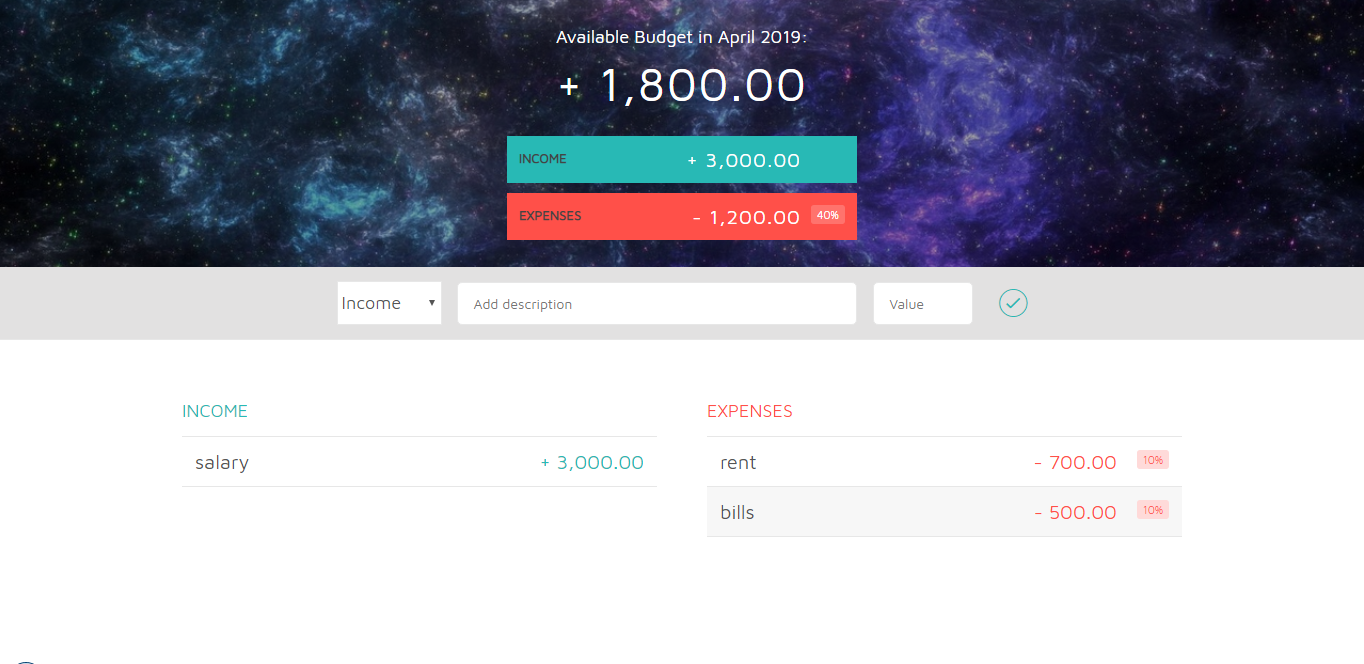 Available Budget in April 2019:
+ 1,800.00
INCOME + 3,000.00
EXPENSES - 1,200.00 40%
Income Add description Value
INCOME
salary + 3,000.00
EXPENSES
rent - 700.00 10%
bills - 500.00 10%